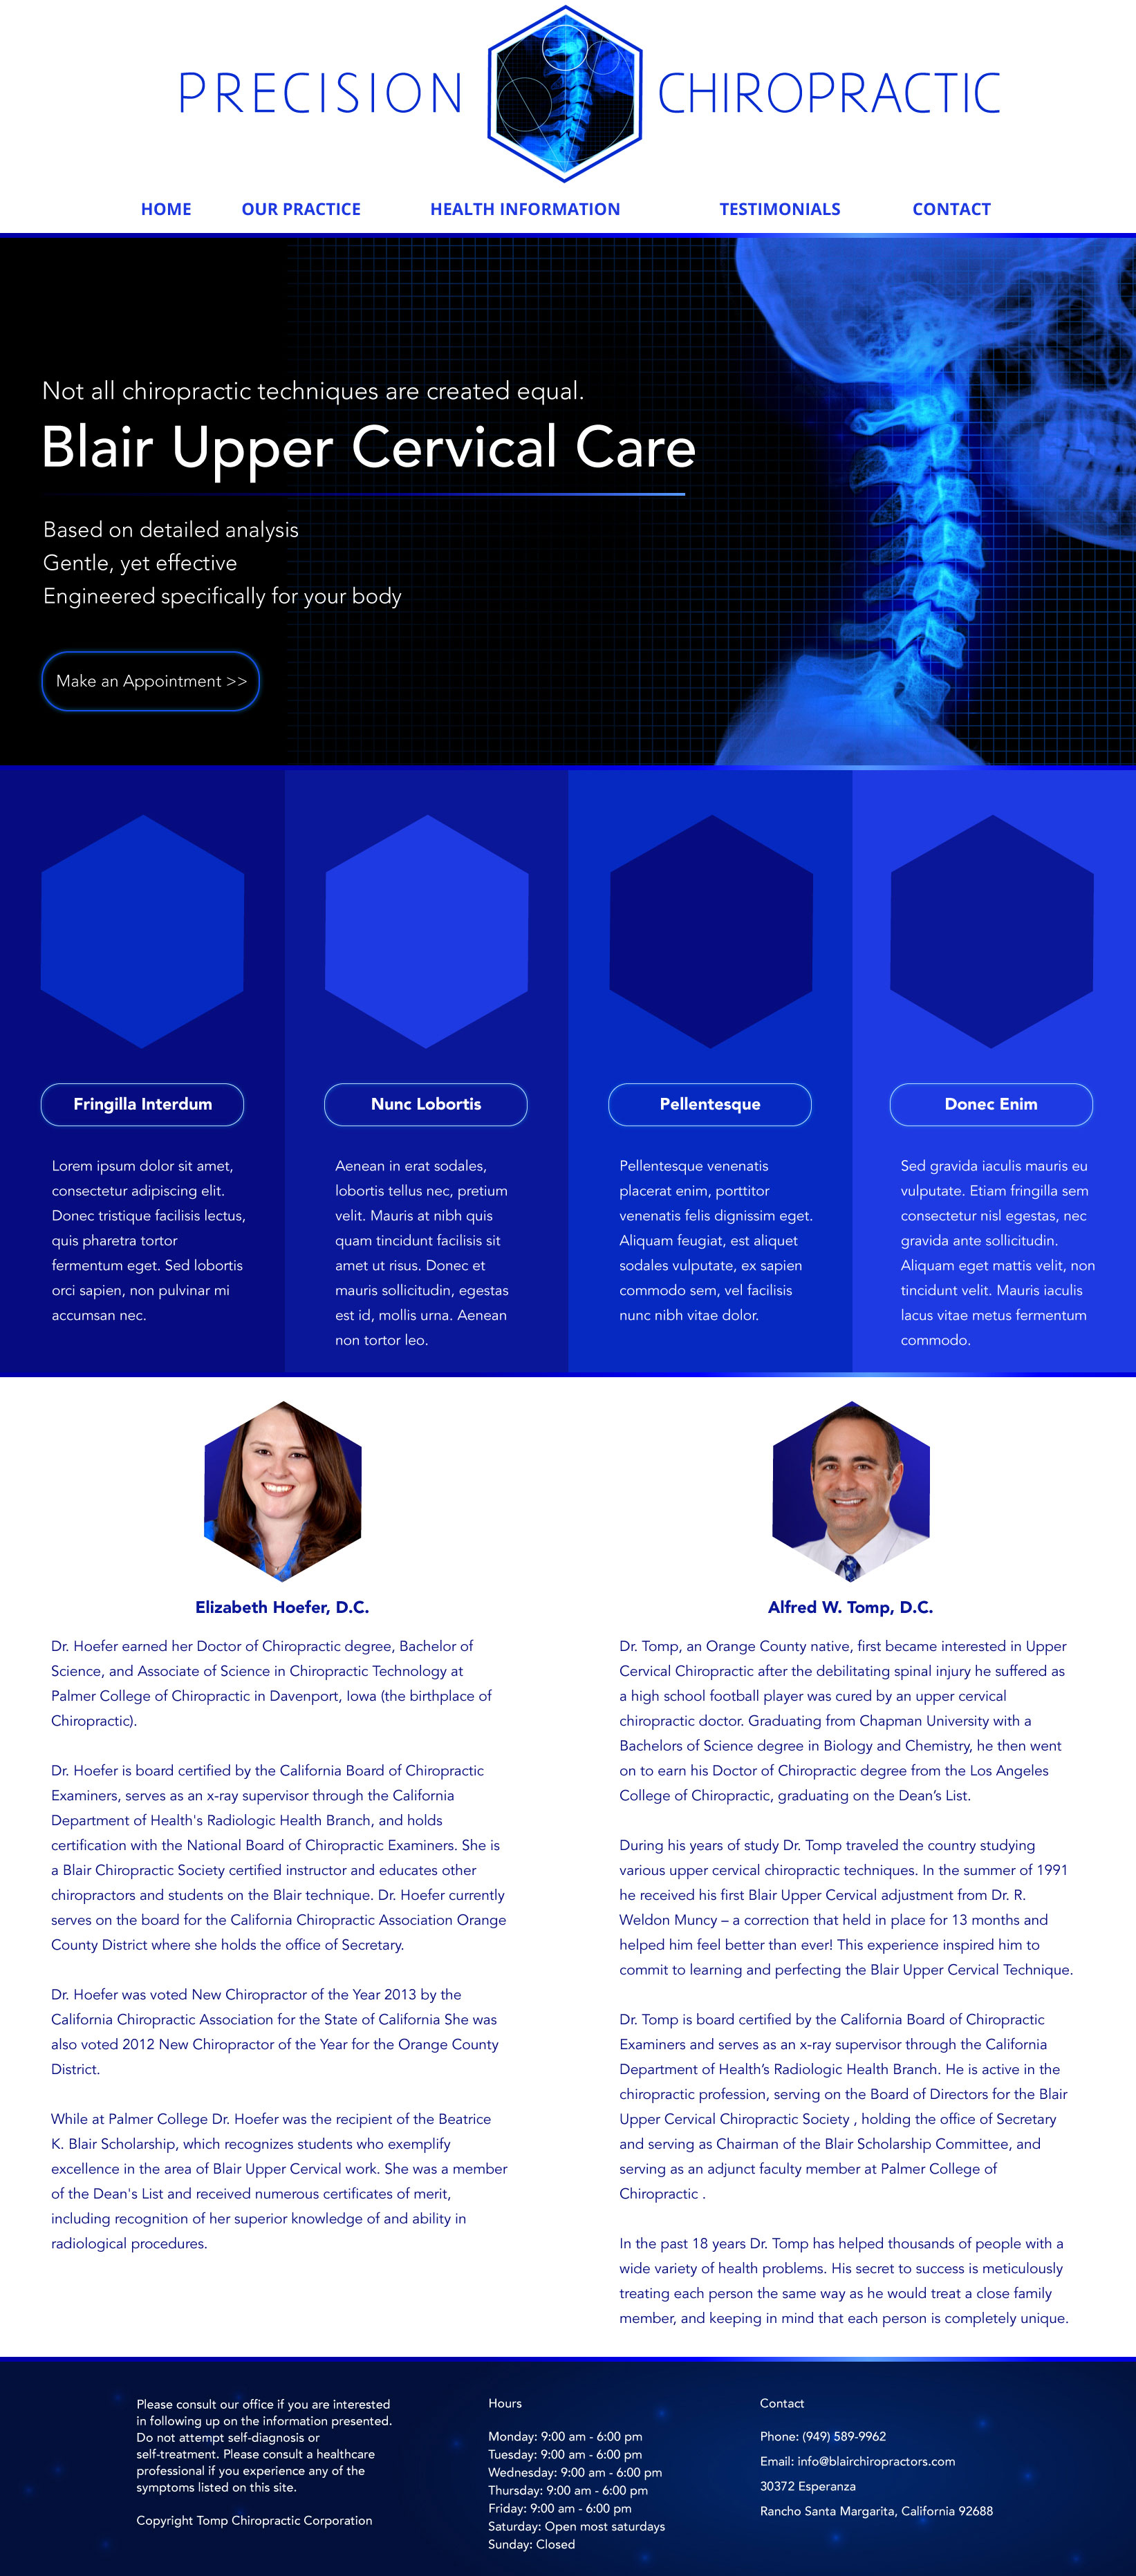 PRECISION CHIROPRACTIC
HOME OUR PRACTICE HEALTH INFORMATION TESTIMONIALS CONTACT
Not all chiropractic techniques are created equal.
Blair Upper Cervical Care
Based on detailed analysis
Gentle, yet effective
Engineered specifically for your body
Make an Appointment >>
Fringilla Interdum
Lorem ipsum dolor sit amet,
consectetur adipiscing elit.
Donec tristique facilisis lectus,
quis pharetra tortor
fermentum eget. Sed lobortis
orci sapien, non pulvinar mi
accumsan nec.
Nunc Lobortis
Aenean in erat sodales,
lobortis tellus nec, pretium
velit. Mauris at nibh quis
quam tincidunt facilisis sit
amet ut risus. Donec et
mauris sollicitudin, egestas
est id, mollis urna. Aenean
non tortor leo.
Pellentesque
Pellentesque venenatis
placerat enim, porttitor
venenatis felis dignissim eget.
Aliquam feugiat, est aliquet
sodales vulputate, ex sapien
commodo sem, vel facilisis
nunc nibh vitae dolor.
Donec Enim
Sed gravida iaculis mauris eu
vulputate. Etiam fringilla sem
consectetur nisl egestas, nec
gravida ante sollicitudin.
Aliquam eget mattis velit, non
tincidunt velit. Mauris iaculis
lacus vitae metus fermentum
commodo.
Elizabeth Hoefer, D.C.
Dr. Hoefer earned her Doctor of Chiropractic degree, Bachelor of
Science, and Associate of Science in Chiropractic Technology at
Palmer College of Chiropractic in Davenport, Iowa (the birthplace of
Chiropractic).
Dr. Hoefer is board certified by the California Board of Chiropractic
Examiners, serves as an x-ray supervisor through the California
Department of Health's Radiologic Health Branch, and holds
certification with the National Board of Chiropractic Examiners. She is
a Blair Chiropractic Society certified instructor and educates other
chiropractors and students on the Blair technique. Dr. Hoefer currently
serves on the board for the California Chiropractic Association Orange
County District where she holds the office of Secretary.
Dr. Hoefer was voted New Chiropractor of the Year 2013 by the
California Chiropractic Association for the State of California She was
also voted 2012 New Chiropractor of the Year for the Orange County
District.
While at Palmer College Dr. Hoefer was the recipient of the Beatrice
K. Blair Scholarship, which recognizes students who exemplify
excellence in the area of Blair Upper Cervical work. She was a member
of the Dean's List and received numerous certificates of merit,
including recognition of her superior knowledge of and ability in
radiological procedures.
Alfred W. Tomp, D.C.
Dr. Tomp, an Orange County native, first became interested in Upper
Cervical Chiropractic after the debilitating spinal injury he suffered as
a high school football player was cured by an upper cervical
chiropractic doctor. Graduating from Chapman University with a
Bachelors of Science degree in Biology and Chemistry, he then went
on to earn his Doctor of Chiropractic degree from the Los Angeles
College of Chiropractic, graduating on the Dean’s List.
During his years of study Dr. Tomp traveled the country studying
various upper cervical chiropractic techniques. In the summer of 1991
he received his first Blair Upper Cervical adjustment from Dr. R.
Weldon Muncy – a correction that held in place for 13 months and
helped him feel better than ever! This experience inspired him to
commit to learning and perfecting the Blair Upper Cervical Technique.
Dr. Tomp is board certified by the California Board of Chiropractic
Examiners and serves as an x-ray supervisor through the California
Department of Health’s Radiologic Health Branch. He is active in the
chiropractic profession, serving on the Board of Directors for the Blair
Upper Cervical Chiropractic Society , holding the office of Secretary
and serving as Chairman of the Blair Scholarship Committee, and
serving as an adjunct faculty member at Palmer College of
Chiropractic .
In the past 18 years Dr. Tomp has helped thousands of people with a
wide variety of health problems. His secret to success is meticulously
treating each person the same way as he would treat a close family
member, and keeping in mind that each person is completely unique.
Please consult our office if you are interested
in following up on the information presented.
Do not attempt self-diagnosis or
self-treatment. Please consult a healthcare
professional if you experience any of the
symptoms listed on this site.
Copyright Tomp Chiropractic Corporation
Hours
Monday: 9:00 am - 6:00 pm
Tuesday: 9:00 am - 6:00 pm
Wednesday: 9:00 am - 6:00 pm
Thursday: 9:00 am - 6:00 pm
Friday: 9:00 am - 6:00 pm
Saturday: Open most saturdays
Sunday: Closed
Contact
Phone: (949) 589-9962
Email: info@blairchiropractors.com
30372 Esperanza
Rancho Santa Margarita, California 92688